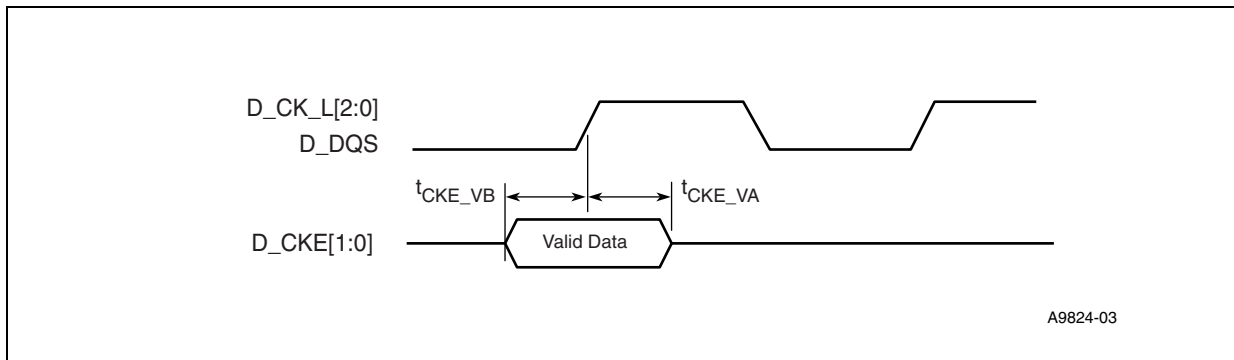 D_CK_L[2:0]
D_DQS
tCKE_VB
tCKE_VA
D_CKE[1:0]
Valid Data
A9824-03